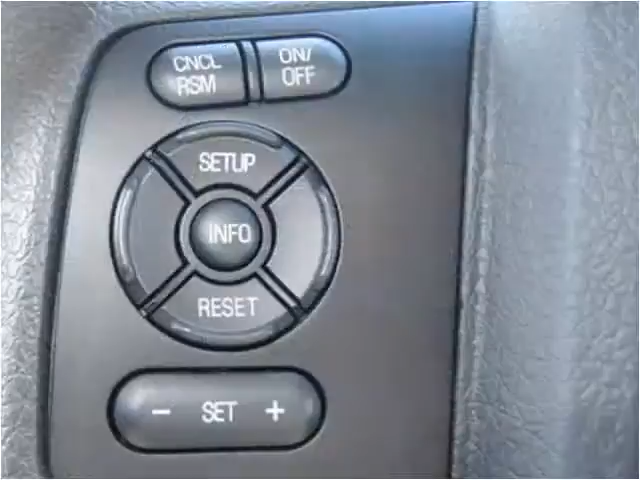 CNCL ON/
RSM OFF
SETUP
INFO
RESET
- SET +